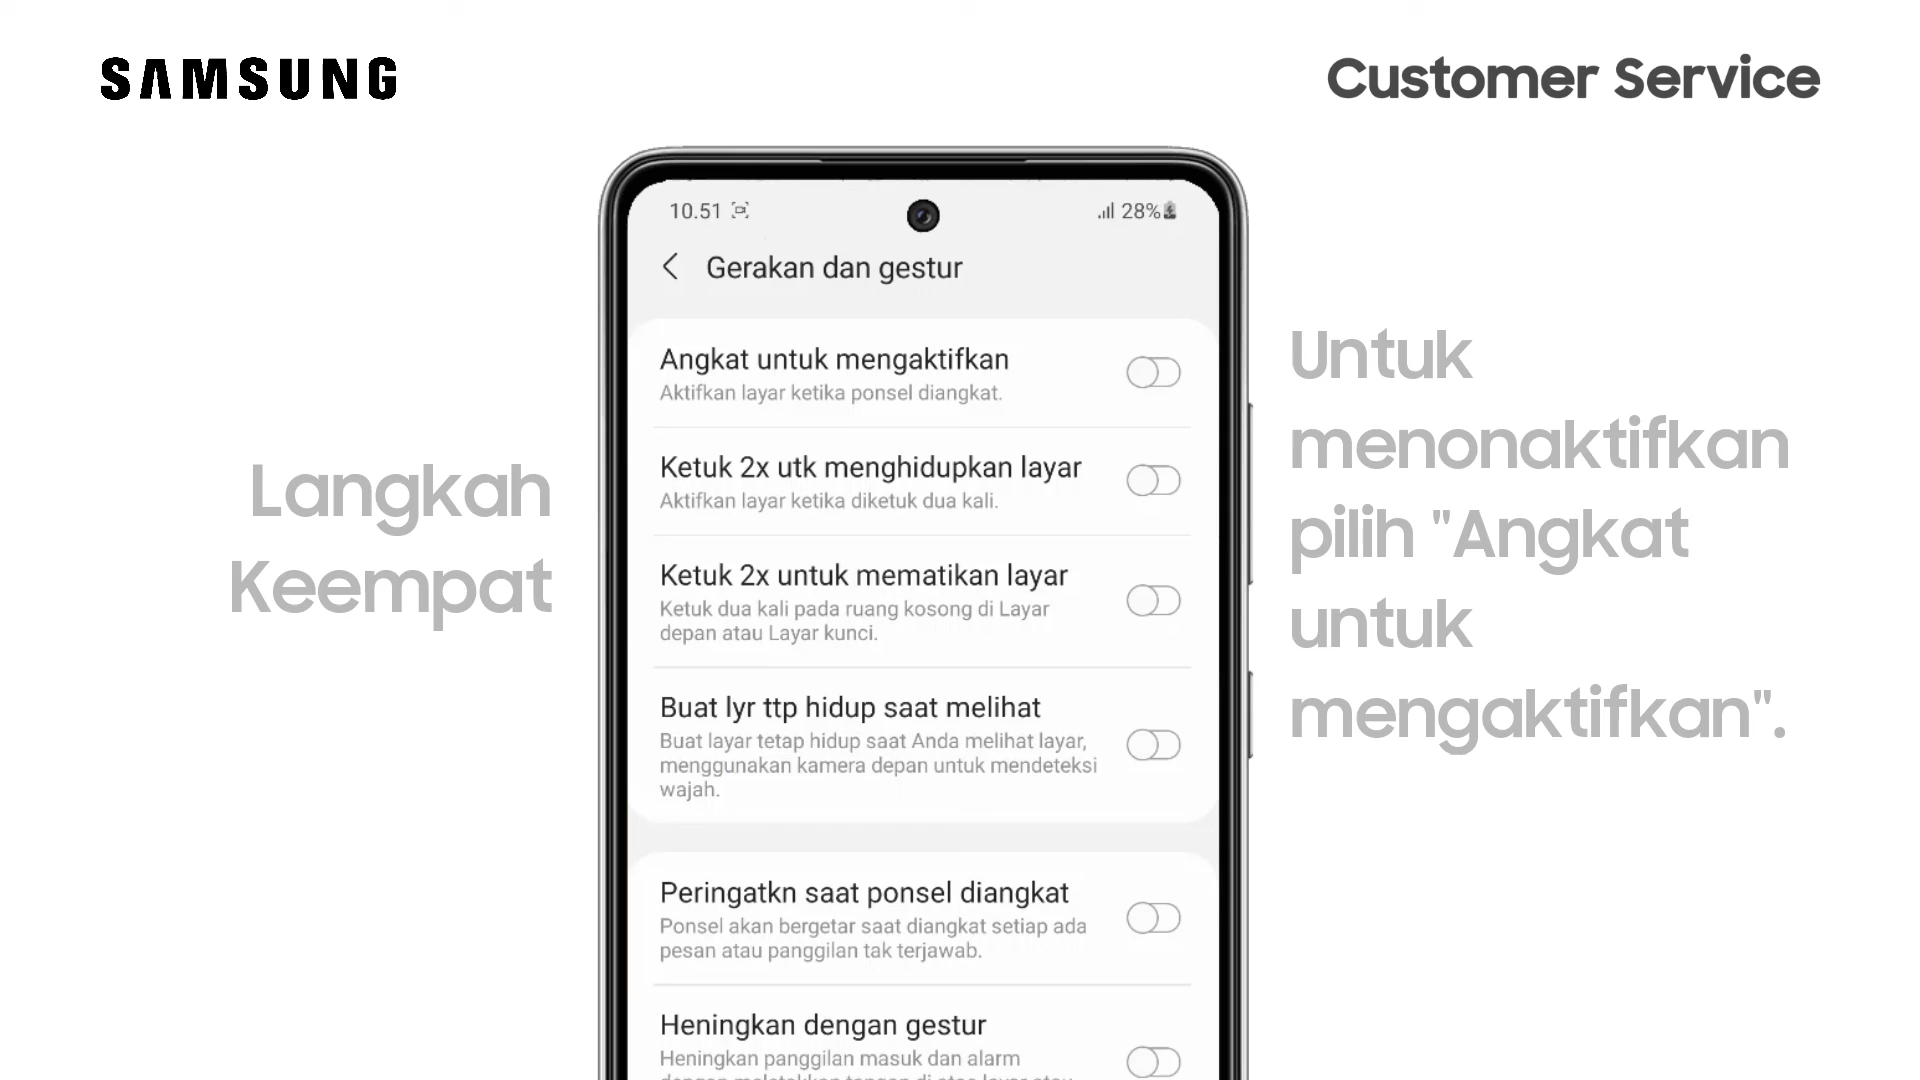 SAMSUNG
Customer Service
Langkah
Keempat
10.51
28%
Gerakan dan gestur
Angkat untuk mengaktifkan
Aktifkan layar ketika ponsel diangkat.
Ketuk 2x utk menghidupkan layar
Aktifkan layar ketika diketuk dua kali.
Ketuk 2x untuk mematikan layar
Ketuk dua kali pada ruang kosong di Layar
depan atau Layar kunci.
Buat lyr ttp hidup saat melihat
Buat layar tetap hidup saat Anda melihat layar,
menggunakan kamera depan untuk mendeteksi
wajah.
Peringatkn saat ponsel diangkat
Ponsel akan bergetar saat diangkat setiap ada
pesan atau panggilan tak terjawab.
Heningkan dengan gestur
Heningkan panggilan masuk dan alarm
Untuk
menonaktifkan
pilih "Angkat
untuk
mengaktifkan".